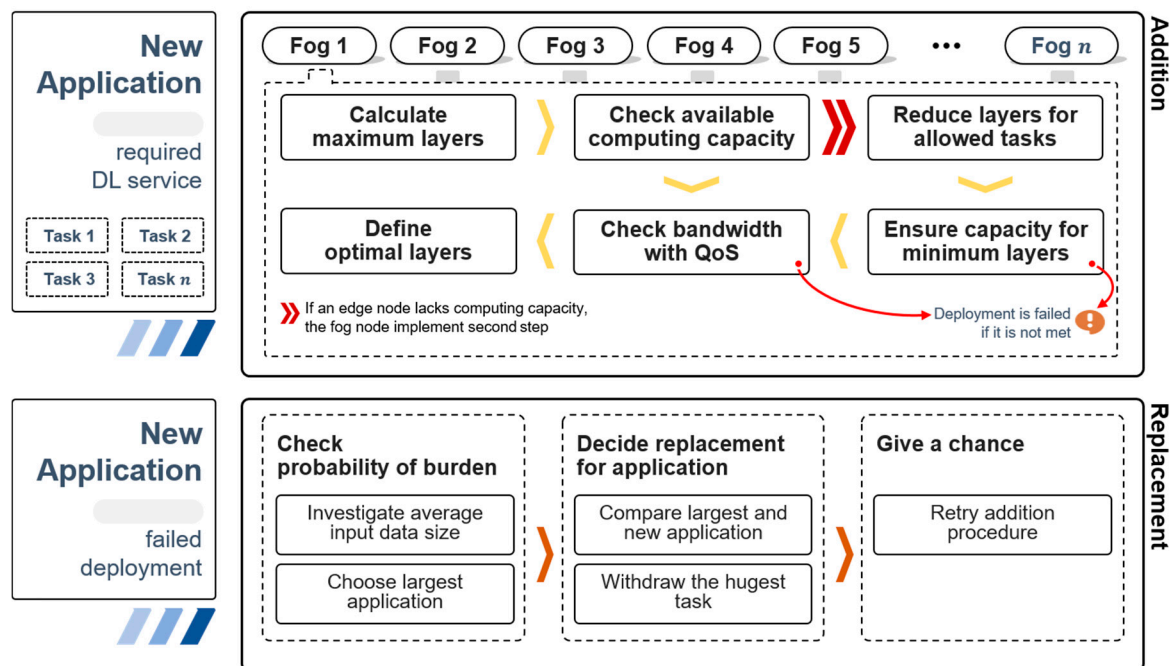 New
Application
required
DL service
Task 1
Task 2
Task 3
Task n
Addition
Fog 1
Fog 2
Fog 3
Fog 4
Fog 5
•••
Fog n
Calculate
maximum layers
Check available
computing capacity
Reduce layers for
allowed tasks
Define
optimal layers
Check bandwidth
with QoS
Ensure capacity for
minimum layers
If an edge node lacks computing capacity,
the fog node implement second step
Deployment is failed
if it is not met
New
Application
failed
deployment
Replacement
Check
probability of burden
Investigate average
input data size
Choose largest
application
Decide replacement
for application
Compare largest and
new application
Withdraw the hugest
task
Give a chance
Retry addition
procedure